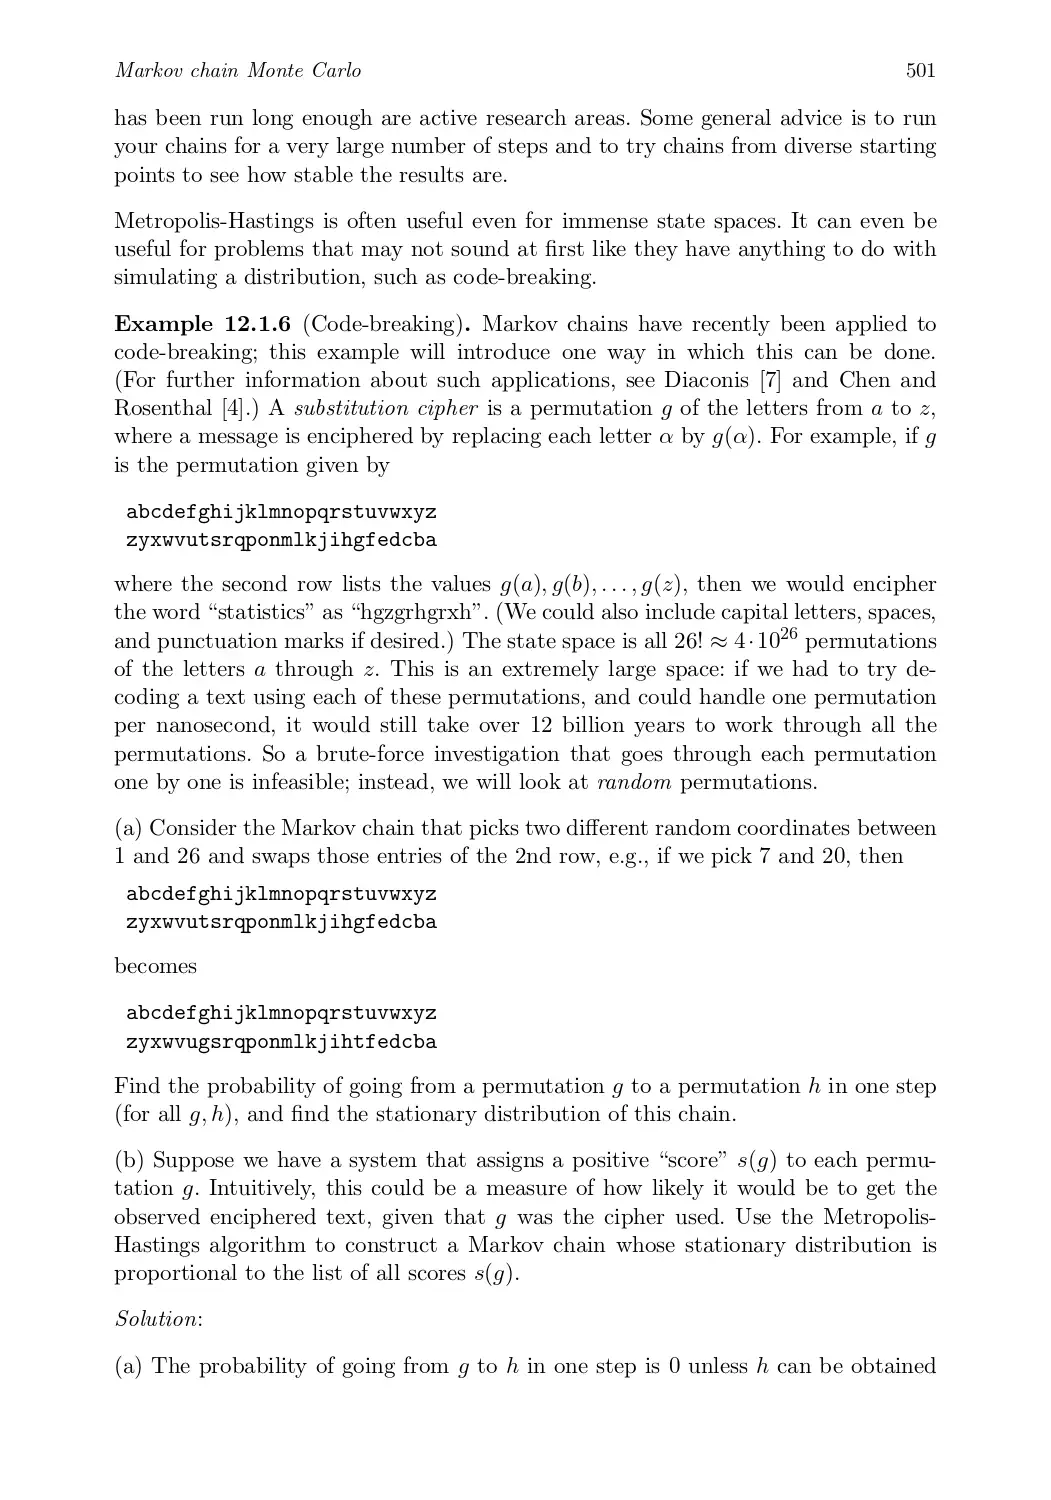 Markov chain Monte Carlo 501
has been run long enough are active research areas. Some general advice is to run
your chains for a very large number of steps and to try chains from diverse starting
points to see how stable the results are.
Metropolis-Hastings is often useful even for immense state spaces. It can even be
useful for problems that may not sound at first like they have anything to do with
simulating a distribution, such as code-breaking.
Example 12.1.6 (Code-breaking). Markov chains have recently been applied to
code-breaking; this example will introduce one way in which this can be done.
(For further information about such applications, see Diaconis [7] and Chen and
Rosenthal [4].) A substitution cipher is a permutation g of the letters from a to z,
where a message is enciphered by replacing each letter α by g(α). For example, if g
is the permutation given by
abcdefghijklmnopqrstuvwxyz
zyxwvutsrqponmlkjihgfedcba
where the second row lists the values g(a), g(b), . . . , g(z), then we would encipher
the word “statistics” as “hgzgrhgrxh”. (We could also include capital letters, spaces,
and punctuation marks if desired.) The state space is all 26! ≈ 4 · 10^26 permutations
of the letters a through z. This is an extremely large space: if we had to try de-
coding a text using each of these permutations, and could handle one permutation
per nanosecond, it would still take over 12 billion years to work through all the
permutations. So a brute-force investigation that goes through each permutation
one by one is infeasible; instead, we will look at random permutations.
(a) Consider the Markov chain that picks two different random coordinates between
1 and 26 and swaps those entries of the 2nd row, e.g., if we pick 7 and 20, then
abcdefghijklmnopqrstuvwxyz
zyxwvutsrqponmlkjihgfedcba
becomes
abcdefghijklmnopqrstuvwxyz
zyxwvugsrqponmlkjihtfedcba
Find the probability of going from a permutation g to a permutation h in one step
(for all g, h), and find the stationary distribution of this chain.
(b) Suppose we have a system that assigns a positive “score” s(g) to each permu-
tation g. Intuitively, this could be a measure of how likely it would be to get the
observed enciphered text, given that g was the cipher used. Use the Metropolis-
Hastings algorithm to construct a Markov chain whose stationary distribution is
proportional to the list of all scores s(g).
Solution:
(a) The probability of going from g to h in one step is 0 unless h can be obtained